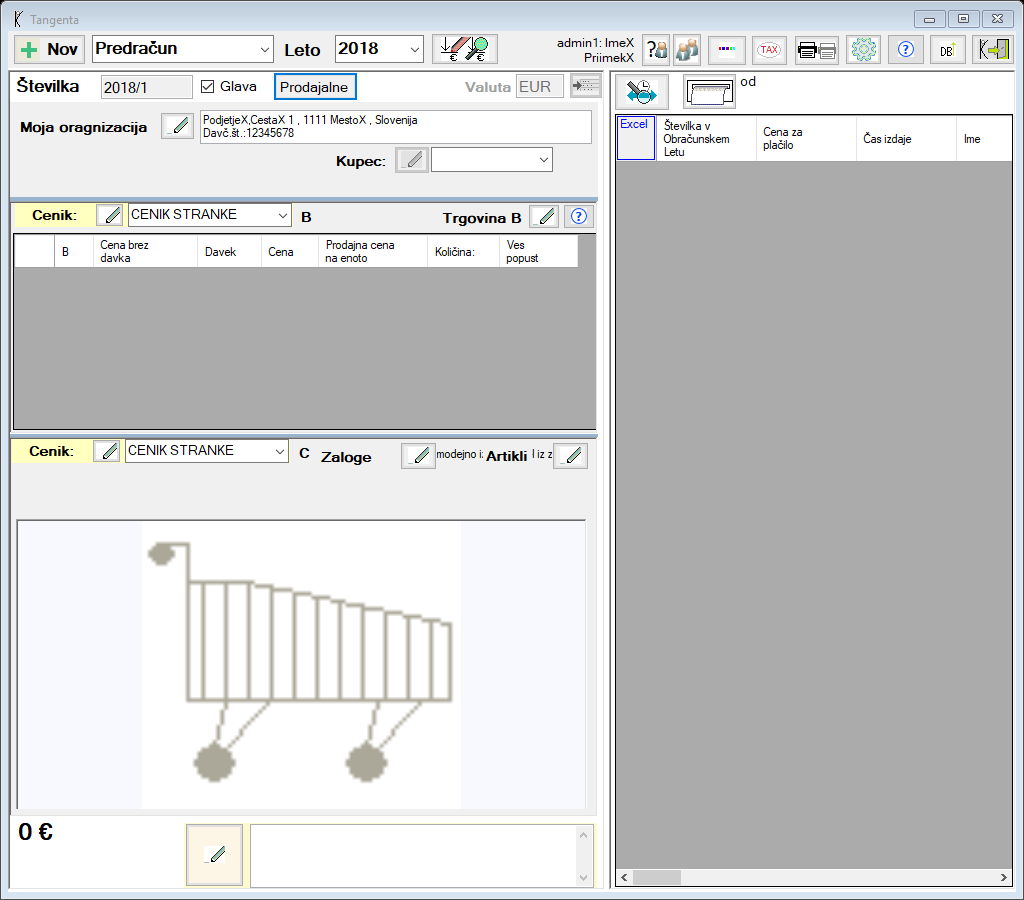 Tangenta
Nov
Predračun
Leto
2018
€ €
admin1: ImeX
PriimekX
?
TAX
?
DB
Številka
2018/1
Glava
Prodajalne
Valuta
EUR
Moja oragnizacija
PodjetjeX,CestaX 1 , 1111 MestoX , Slovenija
Davč.št.:12345678
Kupec:
Cenik:
CENIK STRANKE
B
Trgovina B
?
B
Cena brez
davka
Davek
Cena
Prodajna cena
na enoto
Količina:
Ves
popust
Cenik:
CENIK STRANKE
C
Zaloge
modejno i:
Artikli
l iz z
0 €
od
Excel
Številka v
Obračunskem
Letu
Cena za
plačilo
Čas izdaje
Ime